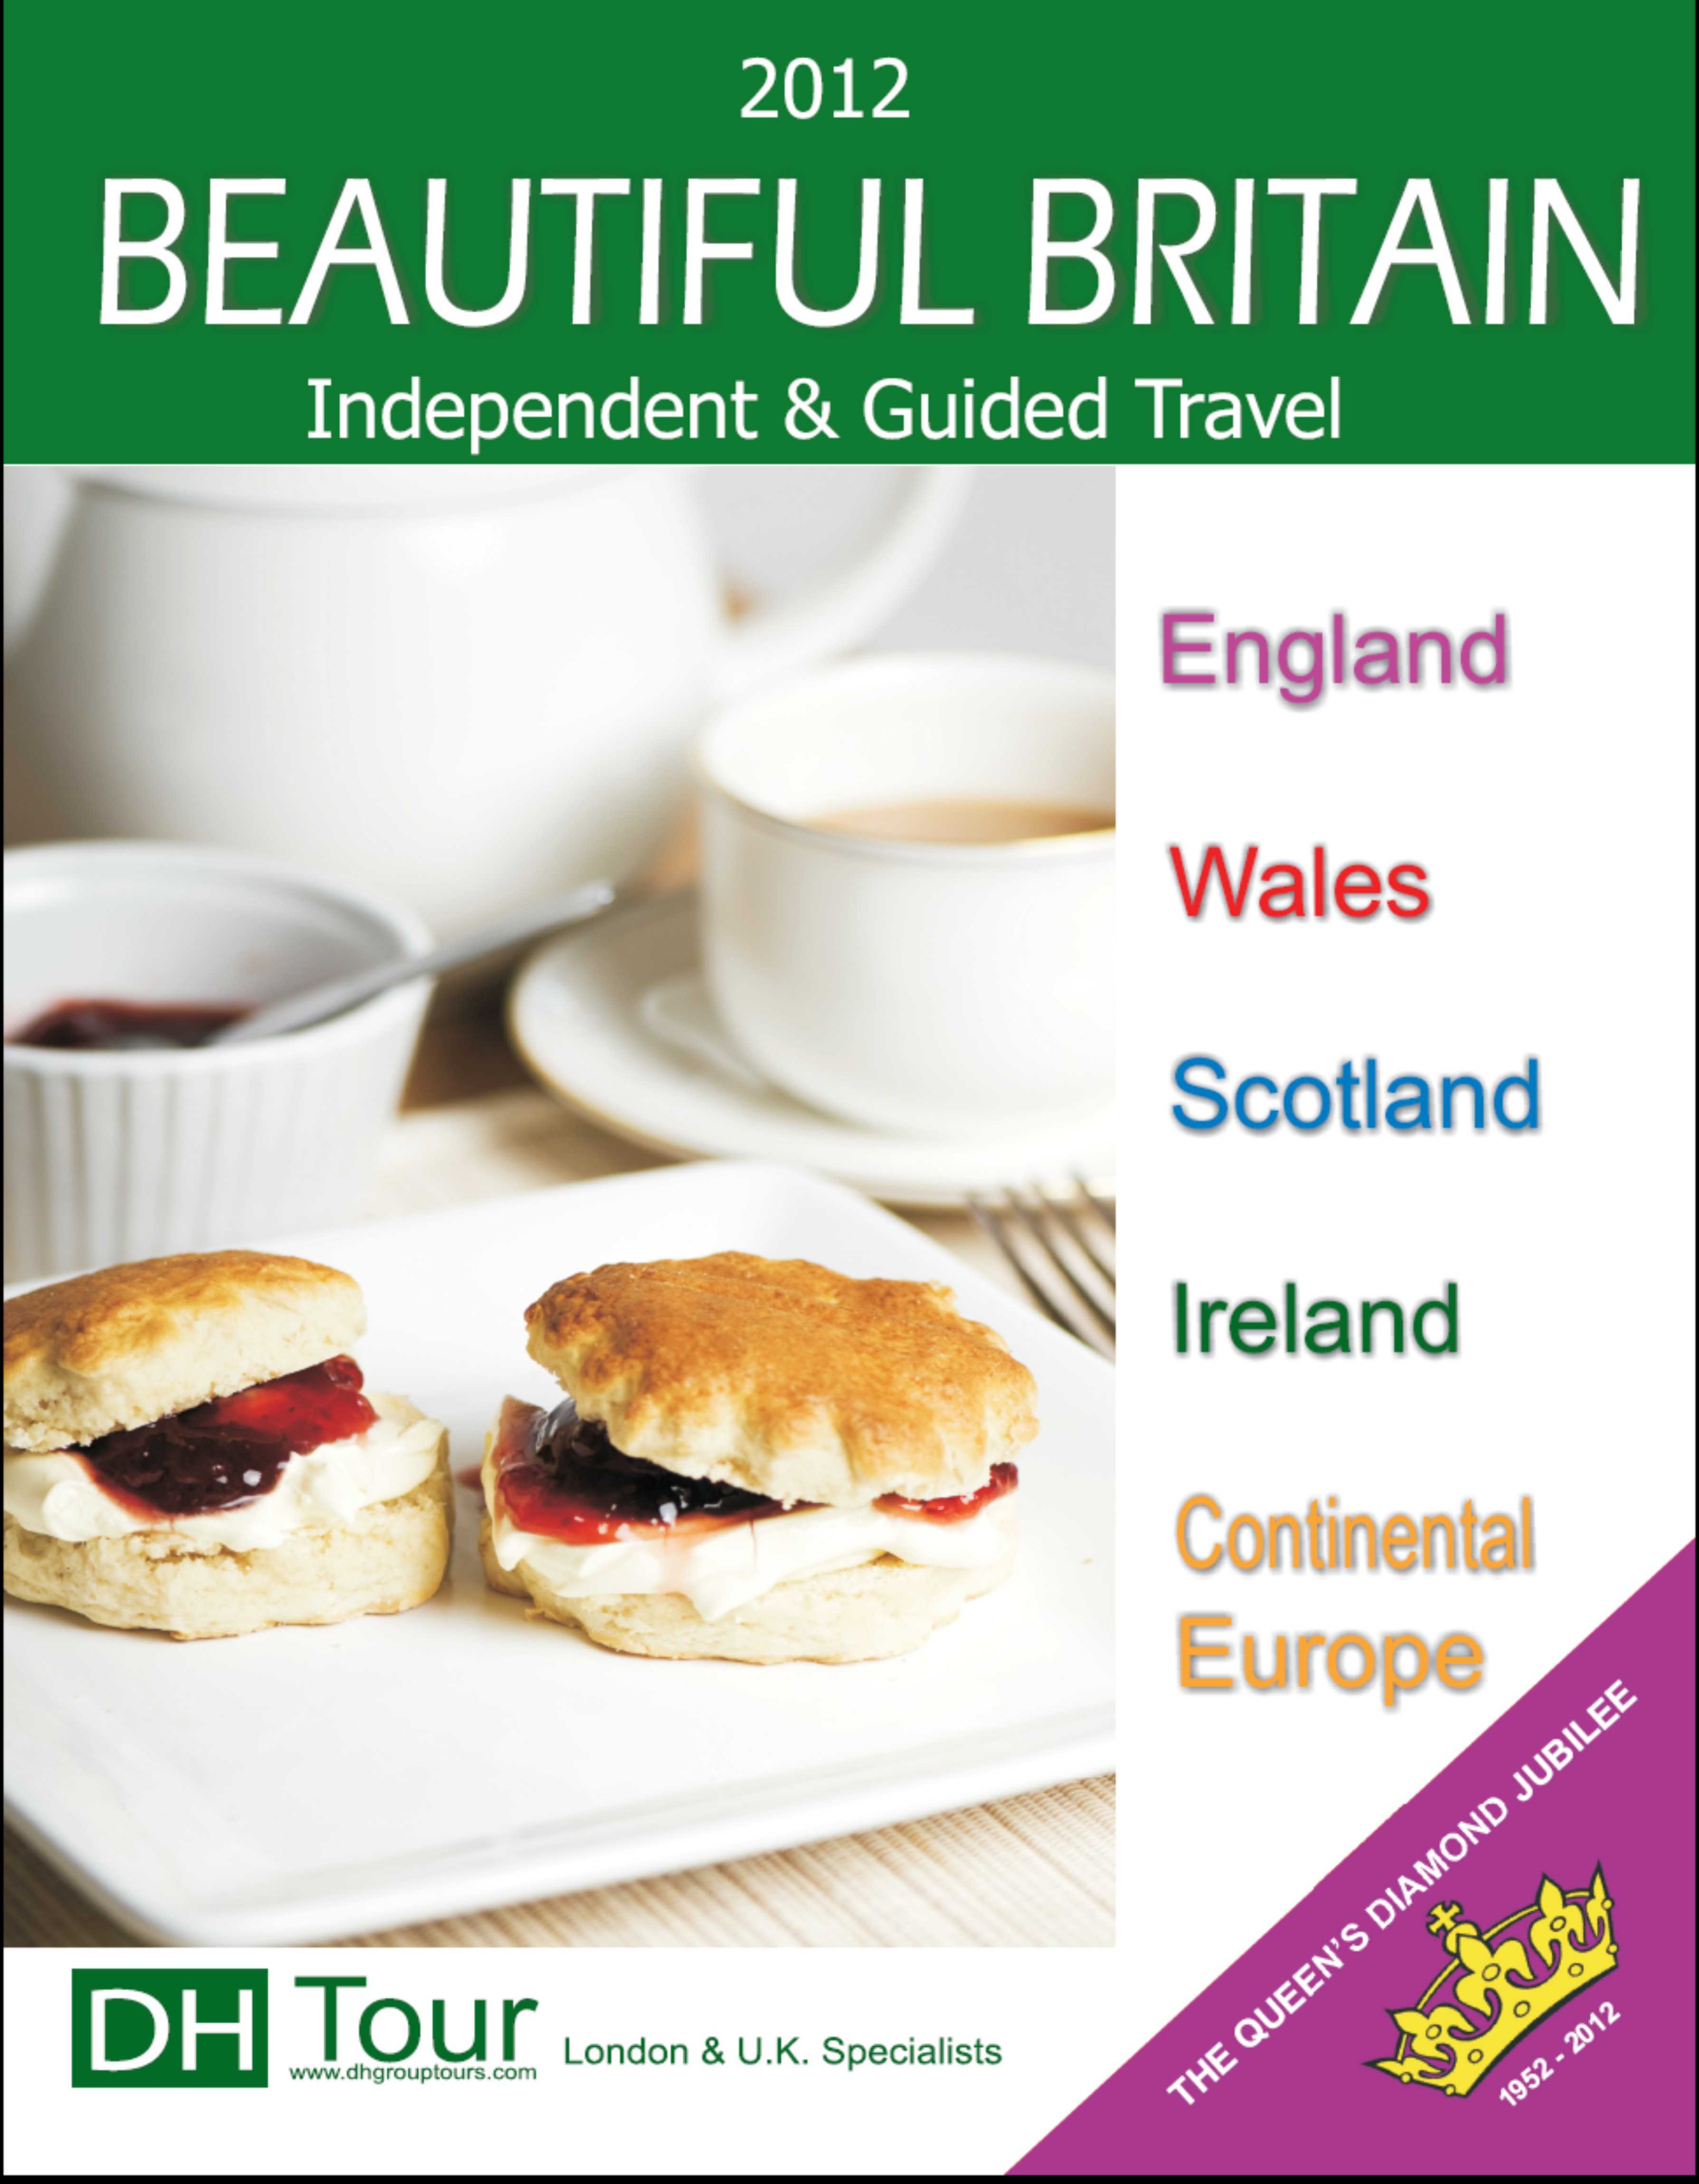 2012
BEAUTIFUL BRITAIN
Independent & Guided Travel
England
Wales
Scotland
Ireland
Continental
Europe
THE QUEEN'S DIAMOND JUBILEE
1952 - 2012
DH Tour
www.dhgrouptours.com
London & U.K. Specialists